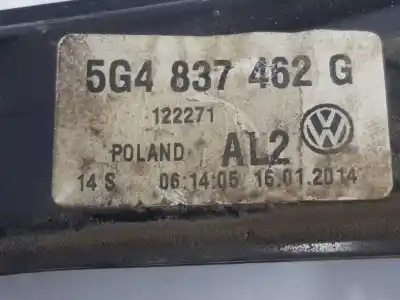 5G4 837 462 G
122271
POLAND AL2
14 S 06:14:05 16.01.2014